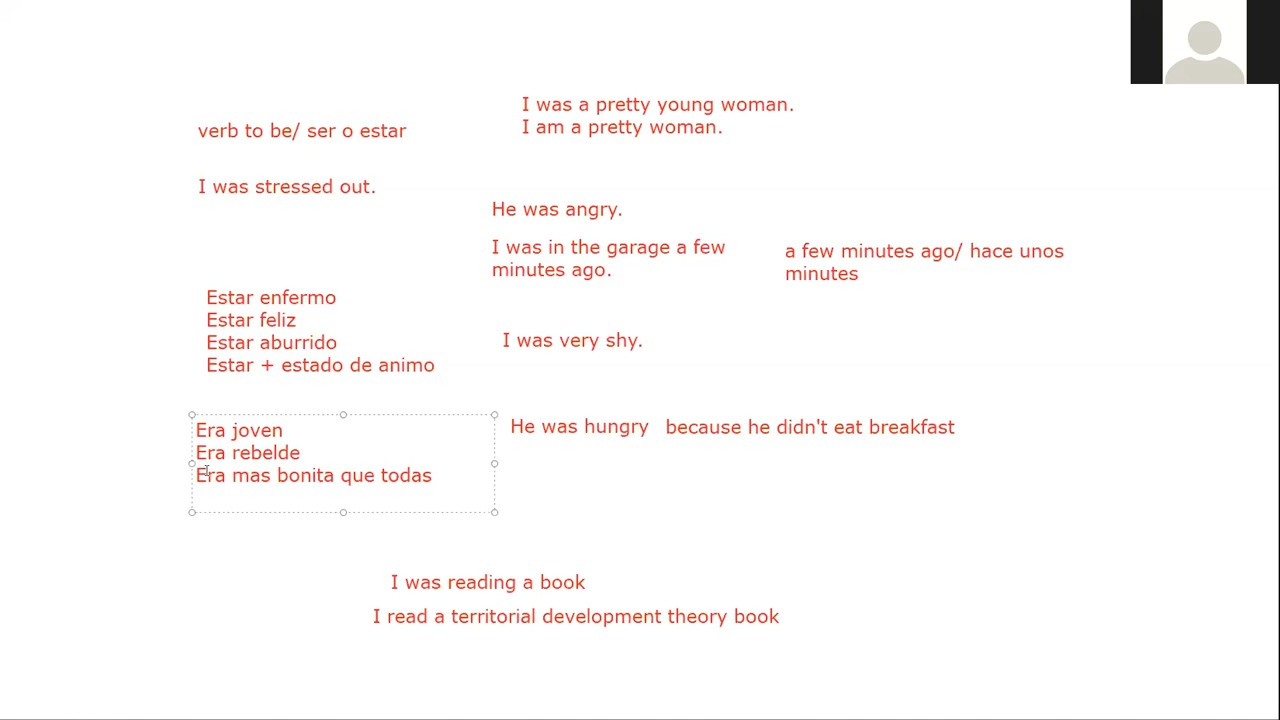 I was a pretty young woman.
I am a pretty woman.
verb to be/ ser o estar
I was stressed out.
He was angry.
I was in the garage a few
minutes ago.
a few minutes ago/ hace unos
minutes
Estar enfermo
Estar feliz
Estar aburrido
Estar + estado de animo
I was very shy.
Era joven
Era rebelde
Era mas bonita que todas
He was hungry
because he didn't eat breakfast
I was reading a book
I read a territorial development theory book